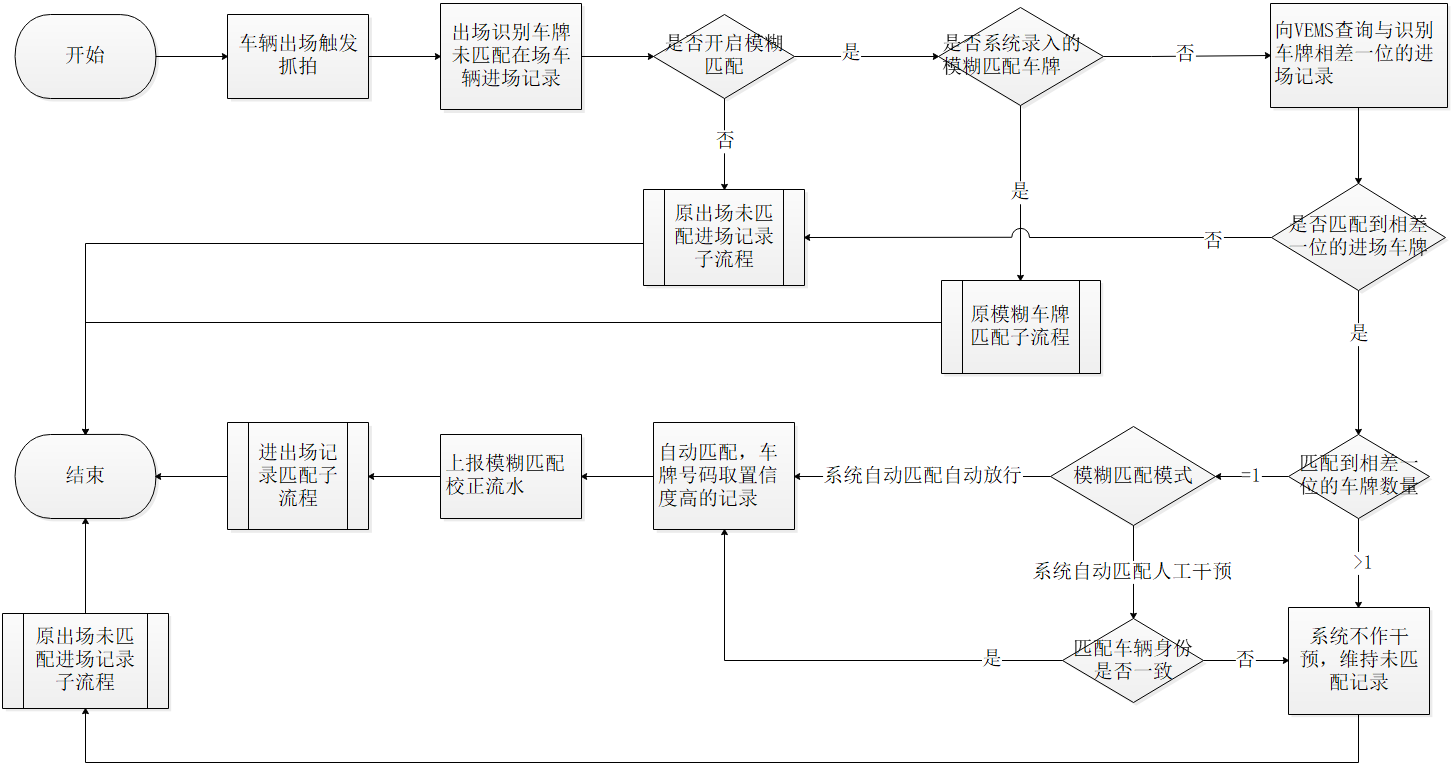 开始
车辆出场触发
抓拍
出场识别车牌
未匹配在场车
辆进场记录
是否开启模糊
匹配
是
是否系统录入的
模糊匹配车牌
否
向VEMS查询与识别
车牌相差一位的进
场记录
否
是
原出场未匹
配进场记录
子流程
否
是否匹配到相差
一位的进场车牌
原模糊车牌
匹配子流程
是
结束
进出场记
录匹配子
流程
上报模糊匹配
校正流水
自动匹配，车
牌号码取置信
度高的记录
系统自动匹配自动放行
模糊匹配模式
=1
匹配到相差一
位的车牌数量
系统自动匹配人工干预
>1
原出场未匹
配进场记录
子流程
是
匹配车辆身份
是否一致
否
系统不作干
预，维持未匹
配记录